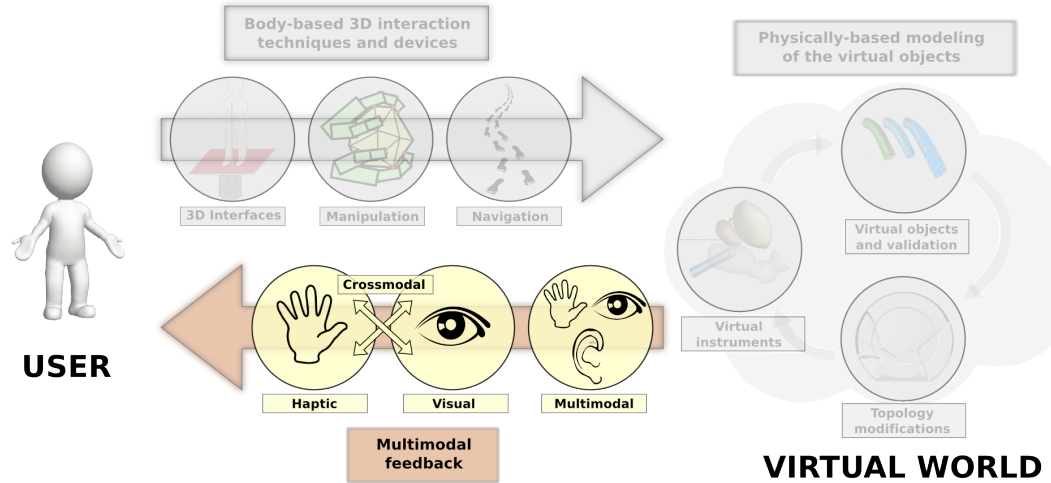 Body-based 3D interaction
techniques and devices
Physically-based modeling
of the virtual objects
3D Interfaces
Manipulation
Navigation
Virtual objects
and validation
Crossmodal
Virtual
instruments
USER
Haptic
Visual
Multimodal
Topology
modifications
Multimodal
feedback
VIRTUAL WORLD